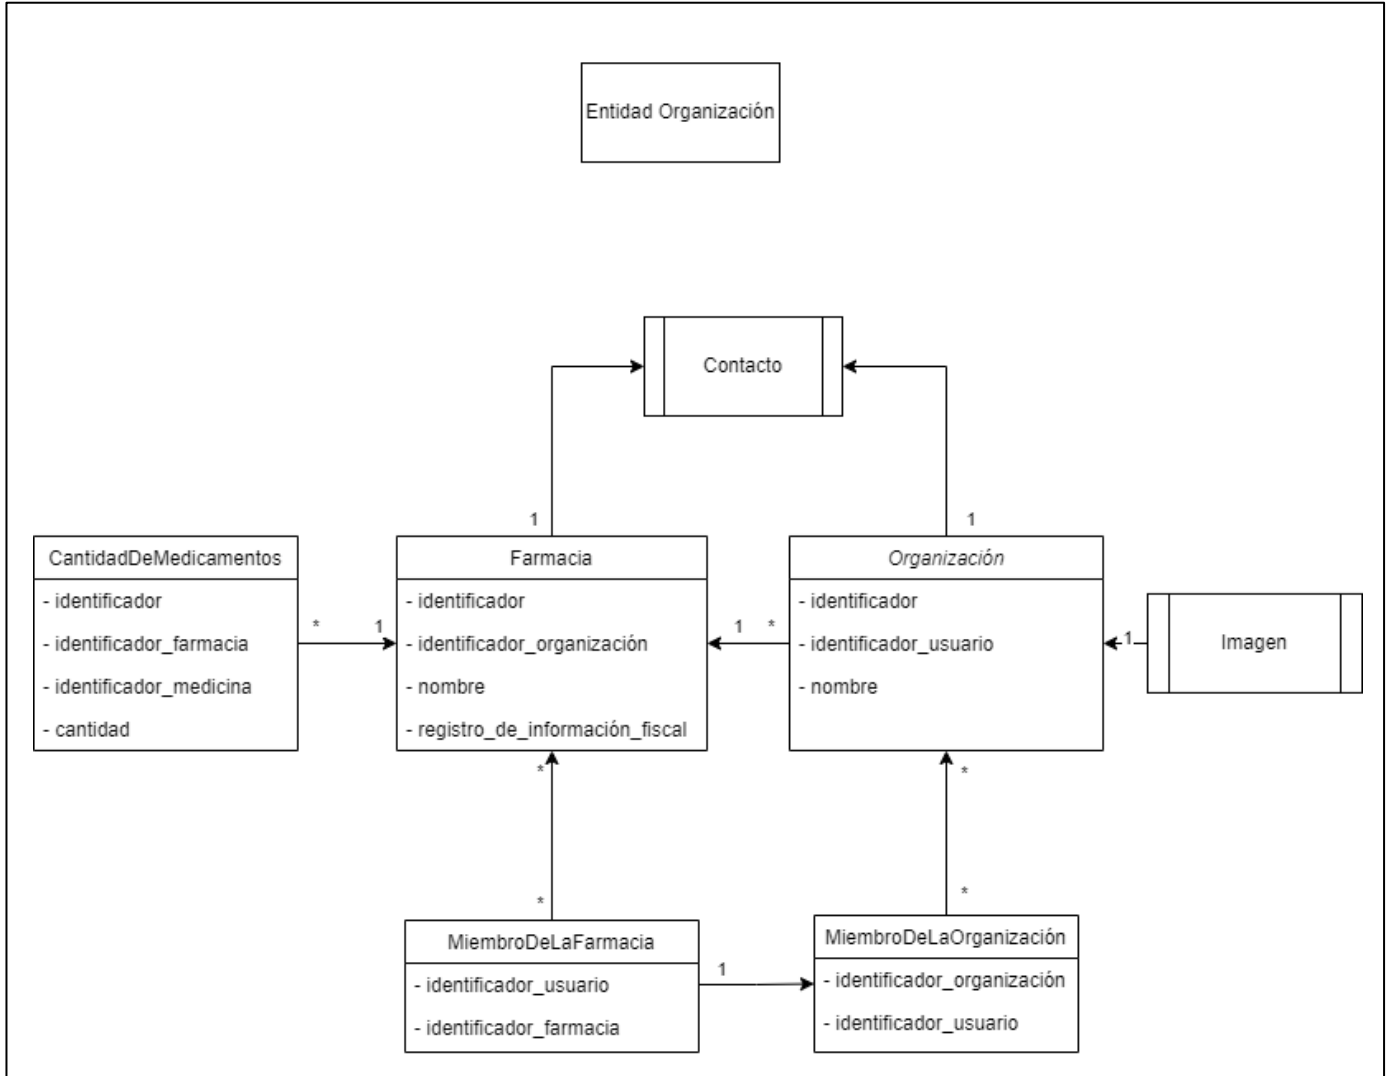 Entidad Organización
Contacto
1
1
CantidadDeMedicamentos
- identificador
- identificador_farmacia
- identificador_medicina
- cantidad
* 1
Farmacia
- identificador
- identificador_organización
- nombre
- registro_de_información_fiscal
1 *
Organización
- identificador
- identificador_usuario
- nombre
1
Imagen
*
*
*
*
MiembroDeLaFarmacia
- identificador_usuario
- identificador_farmacia
1
MiembroDeLaOrganización
- identificador_organización
- identificador_usuario